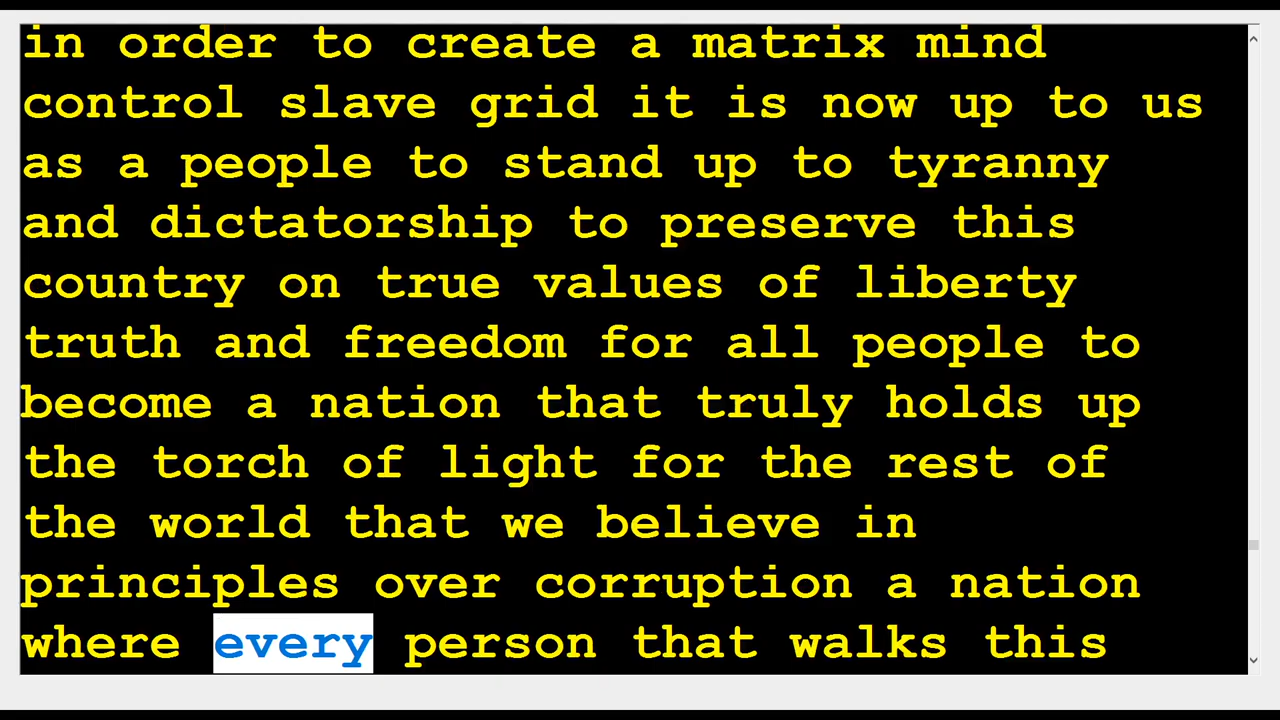 in order to create a matrix mind
control slave grid it is now up to us
as a people to stand up to tyranny
and dictatorship to preserve this
country on true values of liberty
truth and freedom for all people to
become a nation that truly holds up
the torch of light for the rest of
the world that we believe in
principles over corruption a nation
where every person that walks this